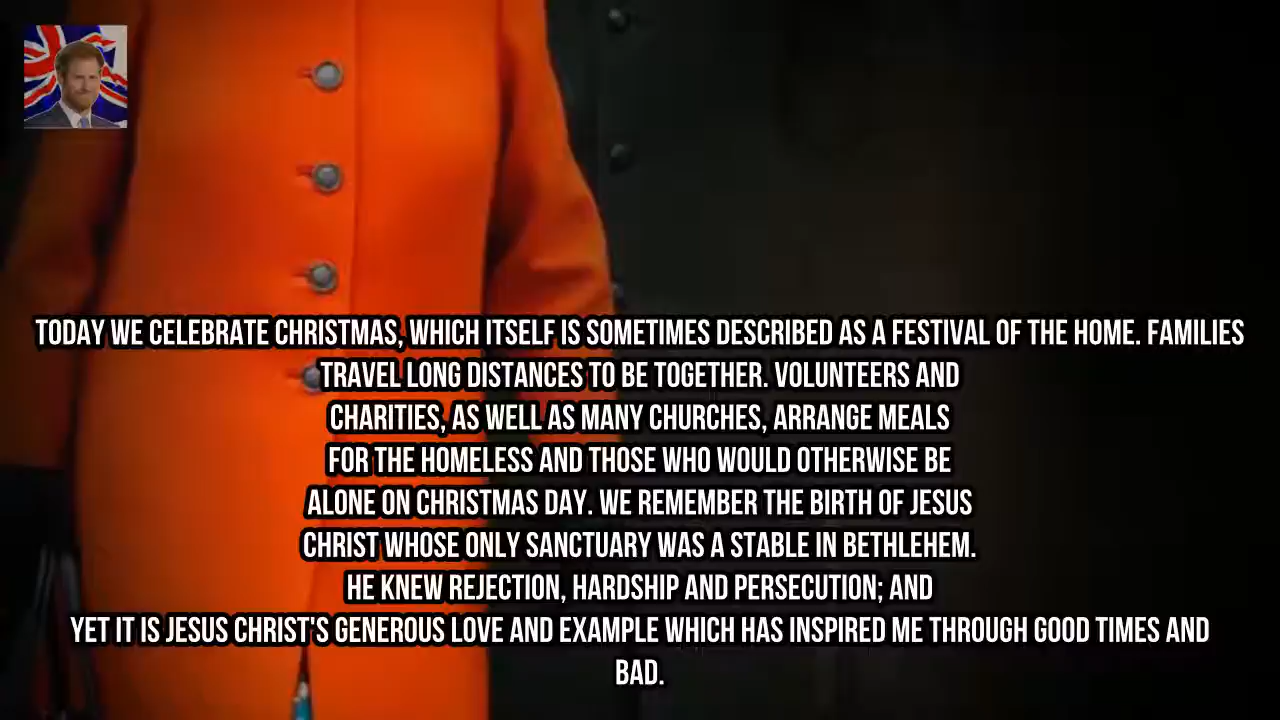 TODAY WE CELEBRATE CHRISTMAS, WHICH ITSELF IS SOMETIMES DESCRIBED AS A FESTIVAL OF THE HOME. FAMILIES
TRAVEL LONG DISTANCES TO BE TOGETHER. VOLUNTEERS AND
CHARITIES, AS WELL AS MANY CHURCHES, ARRANGE MEALS
FOR THE HOMELESS AND THOSE WHO WOULD OTHERWISE BE
ALONE ON CHRISTMAS DAY. WE REMEMBER THE BIRTH OF JESUS
CHRIST WHOSE ONLY SANCTUARY WAS A STABLE IN BETHLEHEM.
HE KNEW REJECTION, HARDSHIP AND PERSECUTION; AND
YET IT IS JESUS CHRIST'S GENEROUS LOVE AND EXAMPLE WHICH HAS INSPIRED ME THROUGH GOOD TIMES AND
BAD.